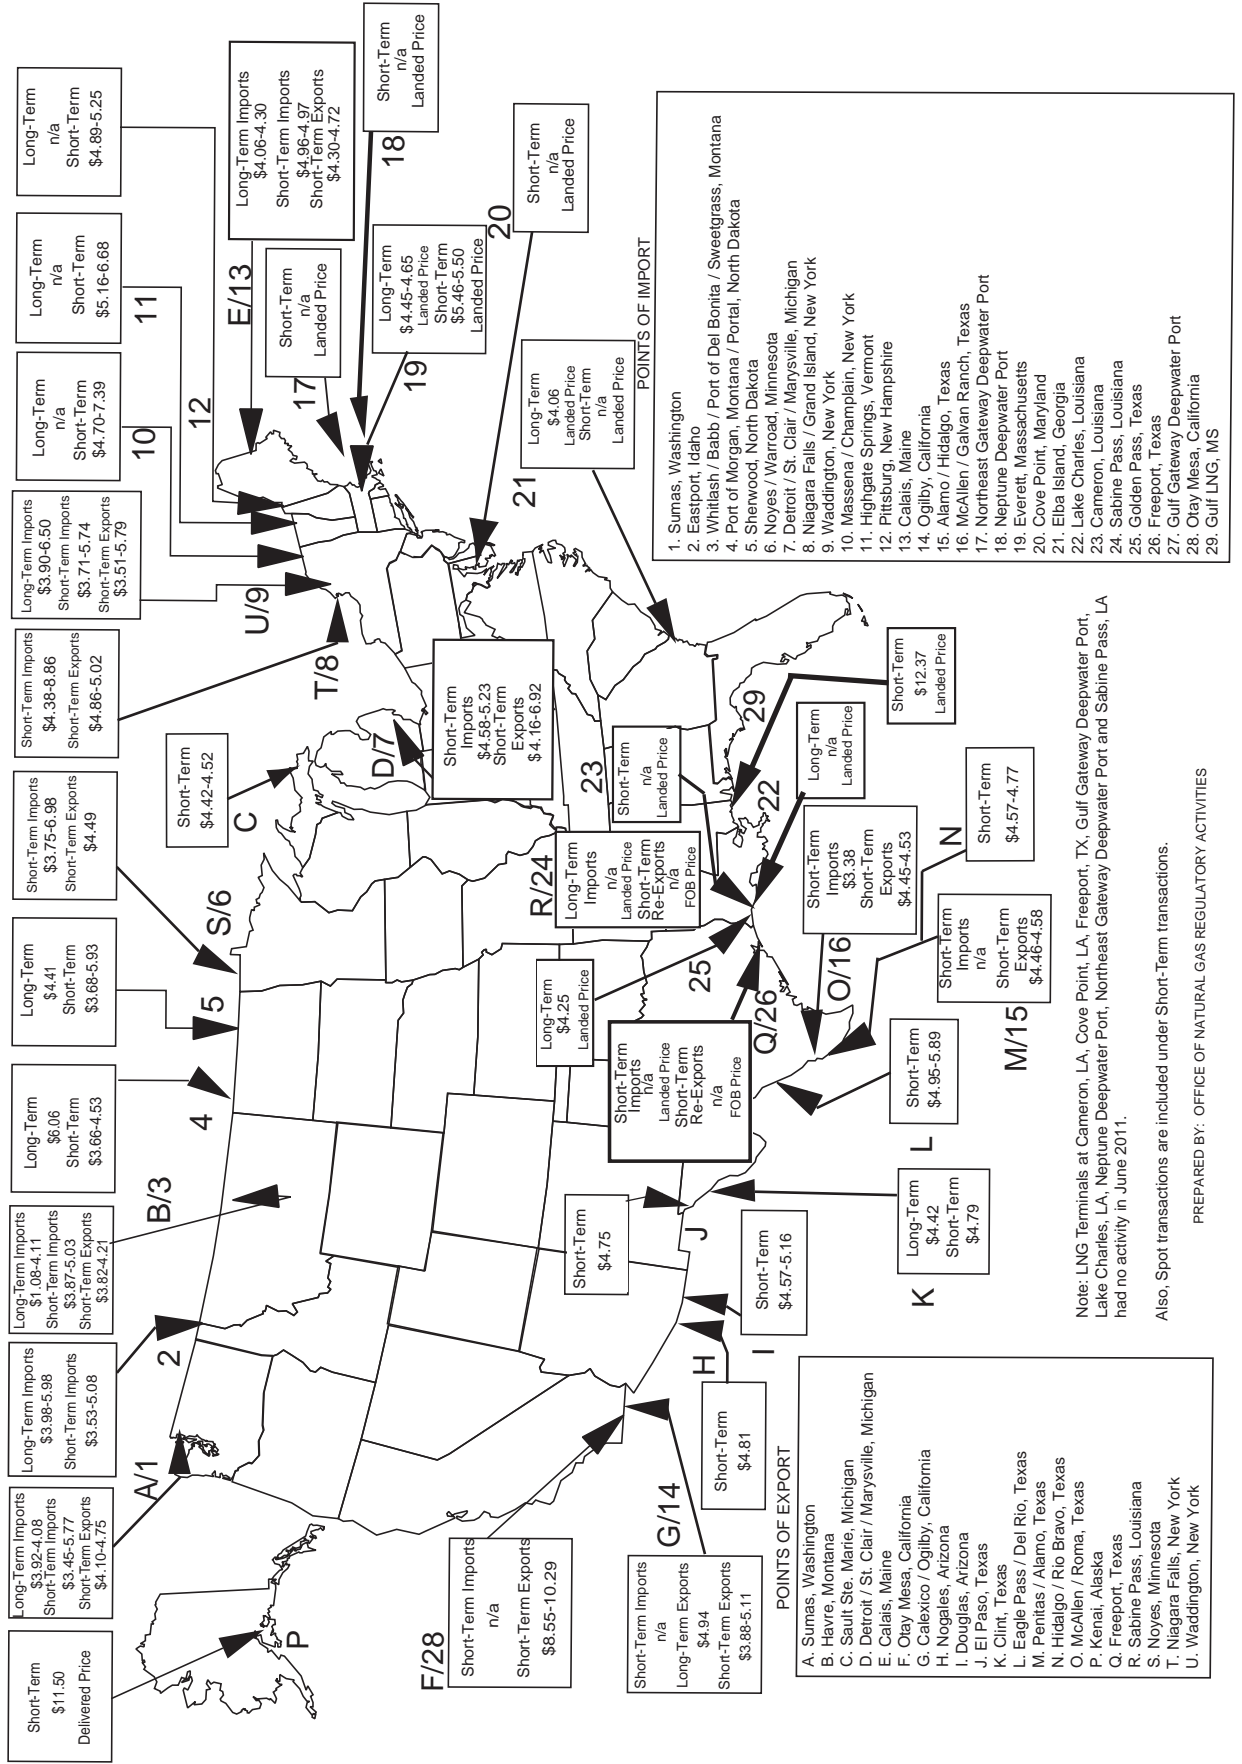 Short-Term
$11.50
Delivered Price
Long-Term Imports
$3.92-4.08
Short-Term Imports
$3.45-5.77
Short-Term Exports
$4.10-4.75
Long-Term Imports
$3.98-5.98
Short-Term Imports
$3.53-5.08
Long-Term Imports
$1.08-4.11
Short-Term Imports
$3.87-5.03
Short-Term Exports
$3.82-4.21
Long-Term
$6.06
Short-Term
$3.66-4.53
Long-Term
$4.41
Short-Term
$3.68-5.93
Short-Term Imports
$3.75-6.98
Short-Term Exports
$4.49
Short-Term Imports
$4.38-8.86
Short-Term Exports
$4.86-5.02
Long-Term Imports
$3.90-6.50
Short-Term Imports
$3.71-5.74
Short-Term Exports
$3.51-5.79
Long-Term
n/a
Short-Term
$4.70-7.39
Long-Term
n/a
Short-Term
$5.16-6.68
Long-Term
n/a
Short-Term
$4.89-5.25
A/1
2
B/3
4
5
S/6
C
Short-Term
$4.42-4.52
D/7
T/8
U/9
10
11
12
E/13
Long-Term Imports
$4.06-4.30
Short-Term Imports
$4.96-4.97
Short-Term Exports
$4.30-4.72
17
Short-Term
n/a
Landed Price
18
Short-Term
n/a
Landed Price
19
Long-Term
$4.45-4.65
Landed Price
Short-Term
$5.46-5.50
Landed Price
20
Short-Term
n/a
Landed Price
21
Long-Term
$4.06
Landed Price
Short-Term
n/a
Landed Price
Short-Term
Imports
$4.58-5.23
Short-Term
Exports
$4.16-6.92
P
F/28
Short-Term Imports
n/a
Short-Term Exports
$8.55-10.29
G/14
Short-Term Imports
n/a
Long-Term Exports
$4.94
Short-Term Exports
$3.88-5.11
H
Short-Term
$4.81
I
Short-Term
$4.57-5.16
J
Short-Term
$4.75
K
Long-Term
$4.42
Short-Term
$4.79
L
Short-Term
$4.95-5.89
M/15
Short-Term
Imports
n/a
Short-Term
Exports
$4.46-4.58
N
Short-Term
$4.57-4.77
O/16
Short-Term
Imports
$3.38
Short-Term
Exports
$4.45-4.53
Q/26
Short-Term
Imports
n/a
Landed Price
Short-Term
Re-Exports
n/a
FOB Price
25
Long-Term
$4.25
Landed Price
R/24
Long-Term
Imports
n/a
Landed Price
Short-Term
Re-Exports
n/a
FOB Price
23
Short-Term
n/a
Landed Price
22
Long-Term
n/a
Landed Price
29
Short-Term
$12.37
Landed Price
POINTS OF EXPORT
A. Sumas, Washington
B. Havre, Montana
C. Sault Ste. Marie, Michigan
D. Detroit / St. Clair / Marysville, Michigan
E. Calais, Maine
F. Otay Mesa, California
G. Calexico / Ogilby, California
H. Nogales, Arizona
I. Douglas, Arizona
J. El Paso, Texas
K. Clint, Texas
L. Eagle Pass / Del Rio, Texas
M. Penitas / Alamo, Texas
N. Hidalgo / Rio Bravo, Texas
O. McAllen / Roma, Texas
P. Kenai, Alaska
Q. Freeport, Texas
R. Sabine Pass, Louisiana
S. Noyes, Minnesota
T. Niagara Falls, New York
U. Waddington, New York
Note: LNG Terminals at Cameron, LA, Cove Point, LA, Freeport, TX, Gulf Gateway Deepwater Port,
Lake Charles, LA, Neptune Deepwater Port, Northeast Gateway Deepwater Port and Sabine Pass, LA
had no activity in June 2011.
Also, Spot transactions are included under Short-Term transactions.
PREPARED BY: OFFICE OF NATURAL GAS REGULATORY ACTIVITIES
POINTS OF IMPORT
1. Sumas, Washington
2. Eastport, Idaho
3. Whitlash / Babb / Port of Del Bonita / Sweetgrass, Montana
4. Port of Morgan, Montana / Portal, North Dakota
5. Sherwood, North Dakota
6. Noyes / Warroad, Minnesota
7. Detroit / St. Clair / Marysville, Michigan
8. Niagara Falls / Grand Island, New York
9. Waddington, New York
10. Massena / Champlain, New York
11. Highgate Springs, Vermont
12. Pittsburg, New Hampshire
13. Calais, Maine
14. Ogilby, California
15. Alamo / Hidalgo, Texas
16. McAllen / Galvan Ranch, Texas
17. Northeast Gateway Deepwater Port
18. Neptune Deepwater Port
19. Everett, Massachusetts
20. Cove Point, Maryland
21. Elba Island, Georgia
22. Lake Charles, Louisiana
23. Cameron, Louisiana
24. Sabine Pass, Louisiana
25. Golden Pass, Texas
26. Freeport, Texas
27. Gulf Gateway Deepwater Port
28. Otay Mesa, California
29. Gulf LNG, MS